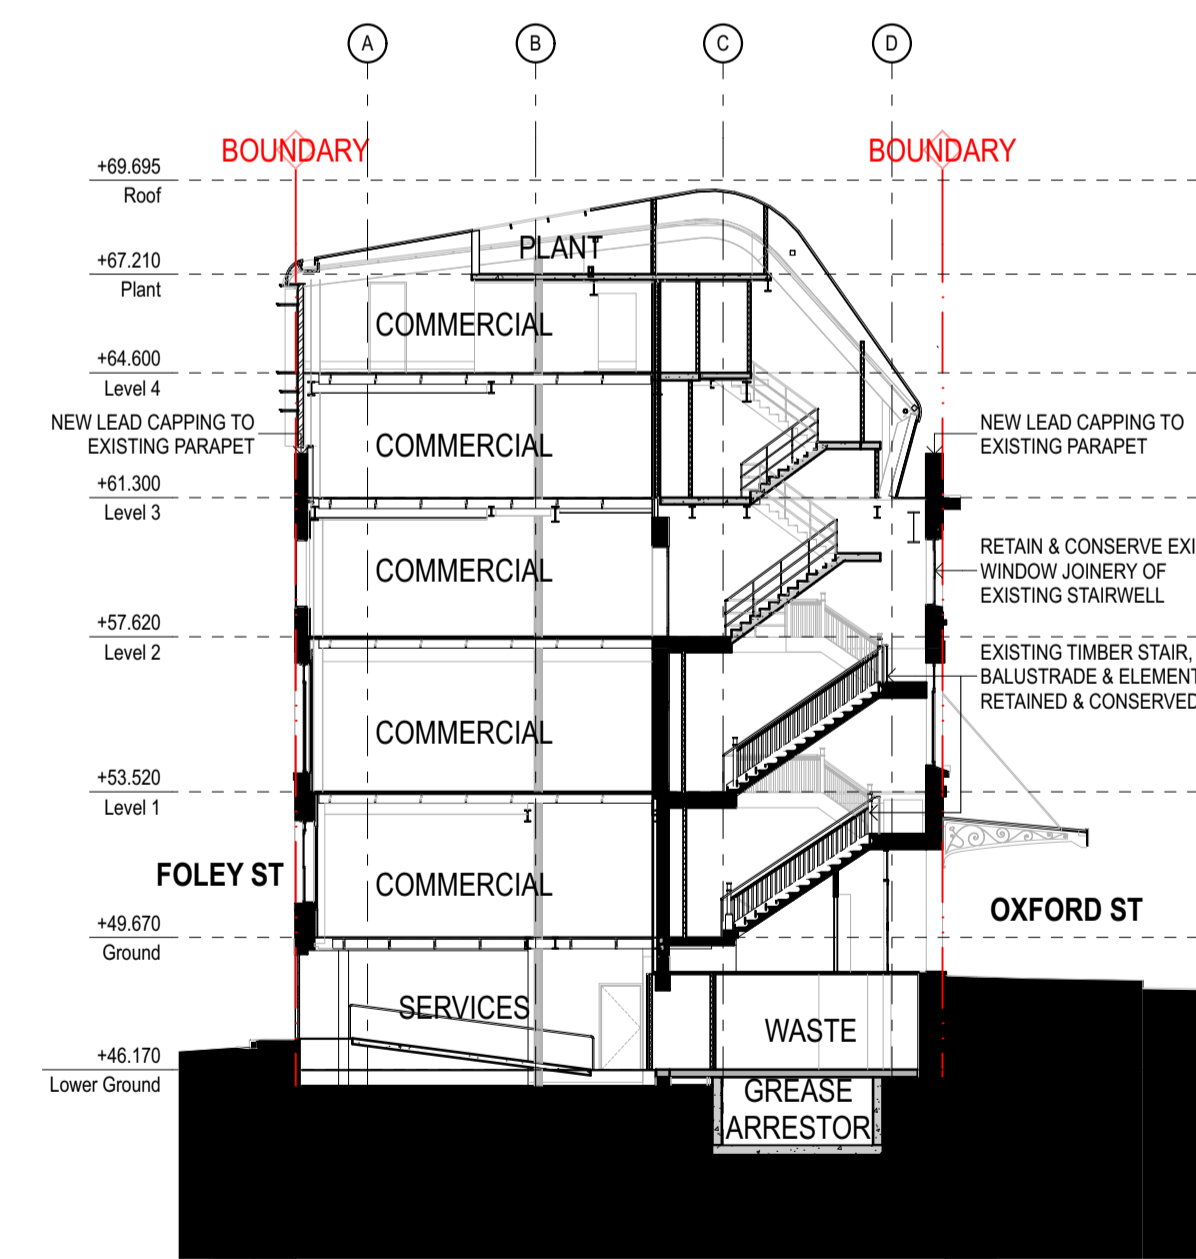 A B C D
BOUNDARY BOUNDARY
+69.695
Roof
PLANT
+67.210
Plant
COMMERCIAL
+64.600
Level 4
NEW LEAD CAPPING TO
EXISTING PARAPET
COMMERCIAL
NEW LEAD CAPPING TO
EXISTING PARAPET
+61.300
Level 3
COMMERCIAL
RETAIN & CONSERVE EXI
WINDOW JOINERY OF
EXISTING STAIRWELL
+57.620
Level 2
EXISTING TIMBER STAIR,
BALUSTRADE & ELEMENT
RETAINED & CONSERVED
COMMERCIAL
+53.520
Level 1
FOLEY ST
COMMERCIAL
OXFORD ST
+49.670
Ground
SERVICES
WASTE
+46.170
Lower Ground
GREASE
ARRESTOR